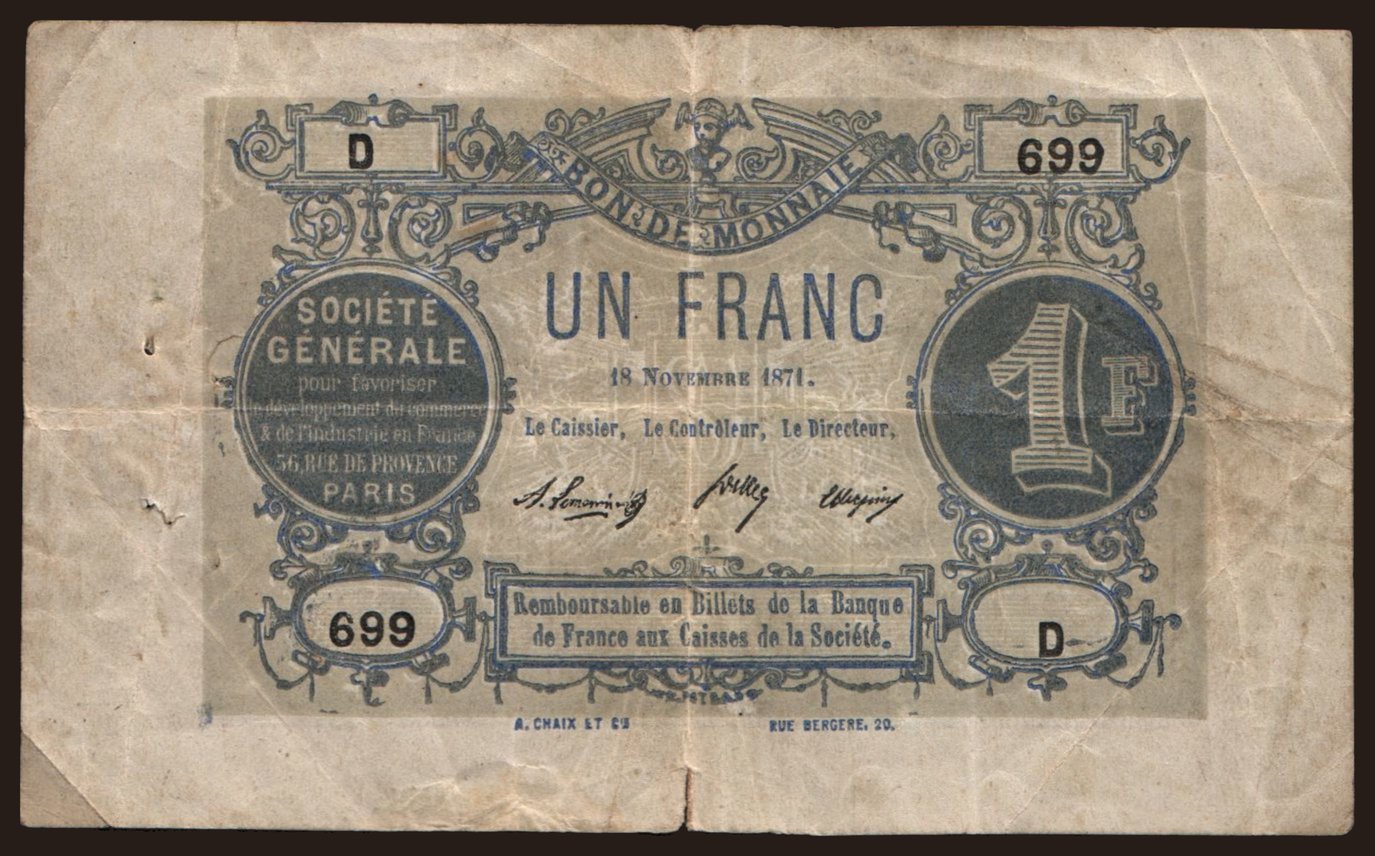 D
699
BON DE MONNAIE
UN FRANC
18 NOVEMBRE 1871.
SOCIÉTÉ
GÉNÉRALE
pour favoriser
le développement du commerce
& de l'industrie en France
56, RUE DE PROVENCE
PARIS
1F
Le Caissier, Le Contrôleur, Le Directeur,
699
Remboursable en Billets de la Banque
de France aux Caisses de la Société.
D
A. CHAIX ET Cie
RUE BERGERE, 20.